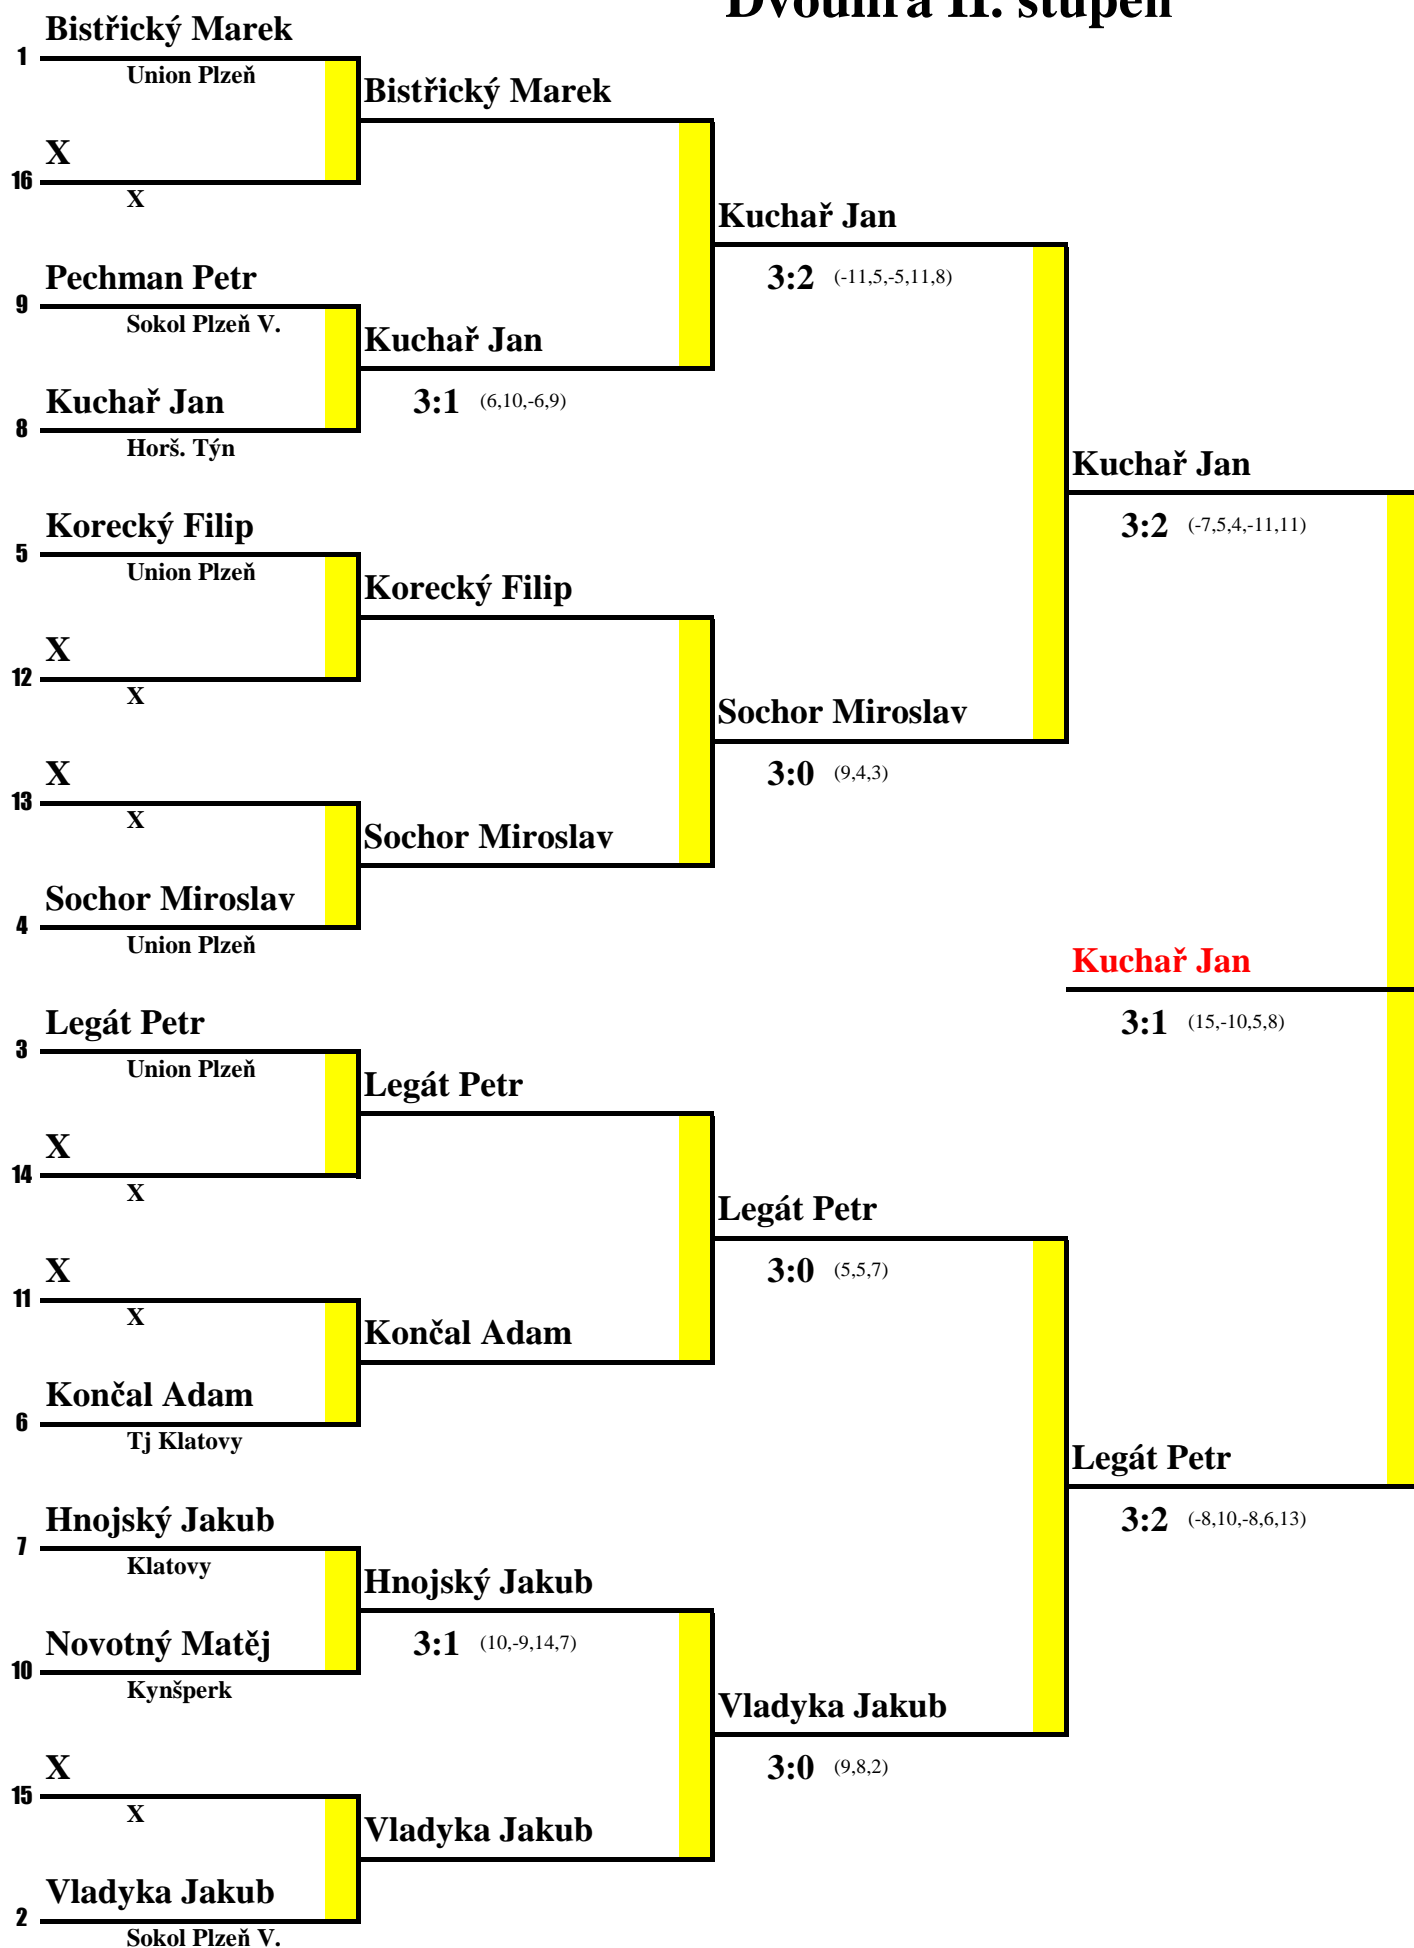 Dvouhra II. stupeň
Bistřický Marek
1
Union Plzeň
Bistřický Marek
X
16
X
Kuchař Jan
3:2 (-11,5,-5,11,8)
Pechman Petr
9
Sokol Plzeň V.
Kuchař Jan
3:1 (6,10,-6,9)
Kuchař Jan
8
Horš. Týn
Kuchař Jan
3:2 (-7,5,4,-11,11)
Korecký Filip
5
Union Plzeň
Korecký Filip
X
12
X
Sochor Miroslav
3:0 (9,4,3)
X
13
X
Sochor Miroslav
Sochor Miroslav
4
Union Plzeň
Kuchař Jan
3:1 (15,-10,5,8)
Legát Petr
3
Union Plzeň
Legát Petr
X
14
X
Legát Petr
3:0 (5,5,7)
X
11
X
Končal Adam
Končal Adam
6
Tj Klatovy
Legát Petr
3:2 (-8,10,-8,6,13)
Hnojský Jakub
7
Klatovy
Hnojský Jakub
3:1 (10,-9,14,7)
Novotný Matěj
10
Kynšperk
Vladyka Jakub
3:0 (9,8,2)
X
15
X
Vladyka Jakub
Vladyka Jakub
2
Sokol Plzeň V.